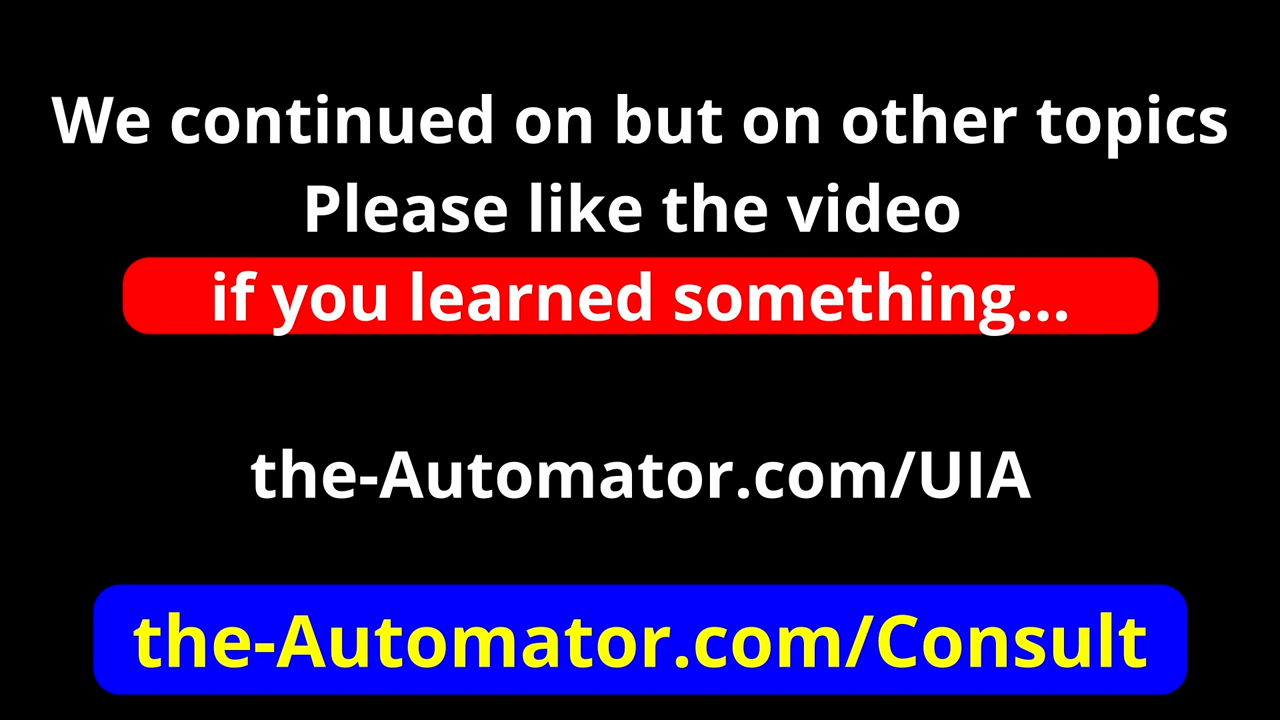 We continued on but on other topics
Please like the video
if you learned something...
the-Automator.com/UIA
the-Automator.com/Consult